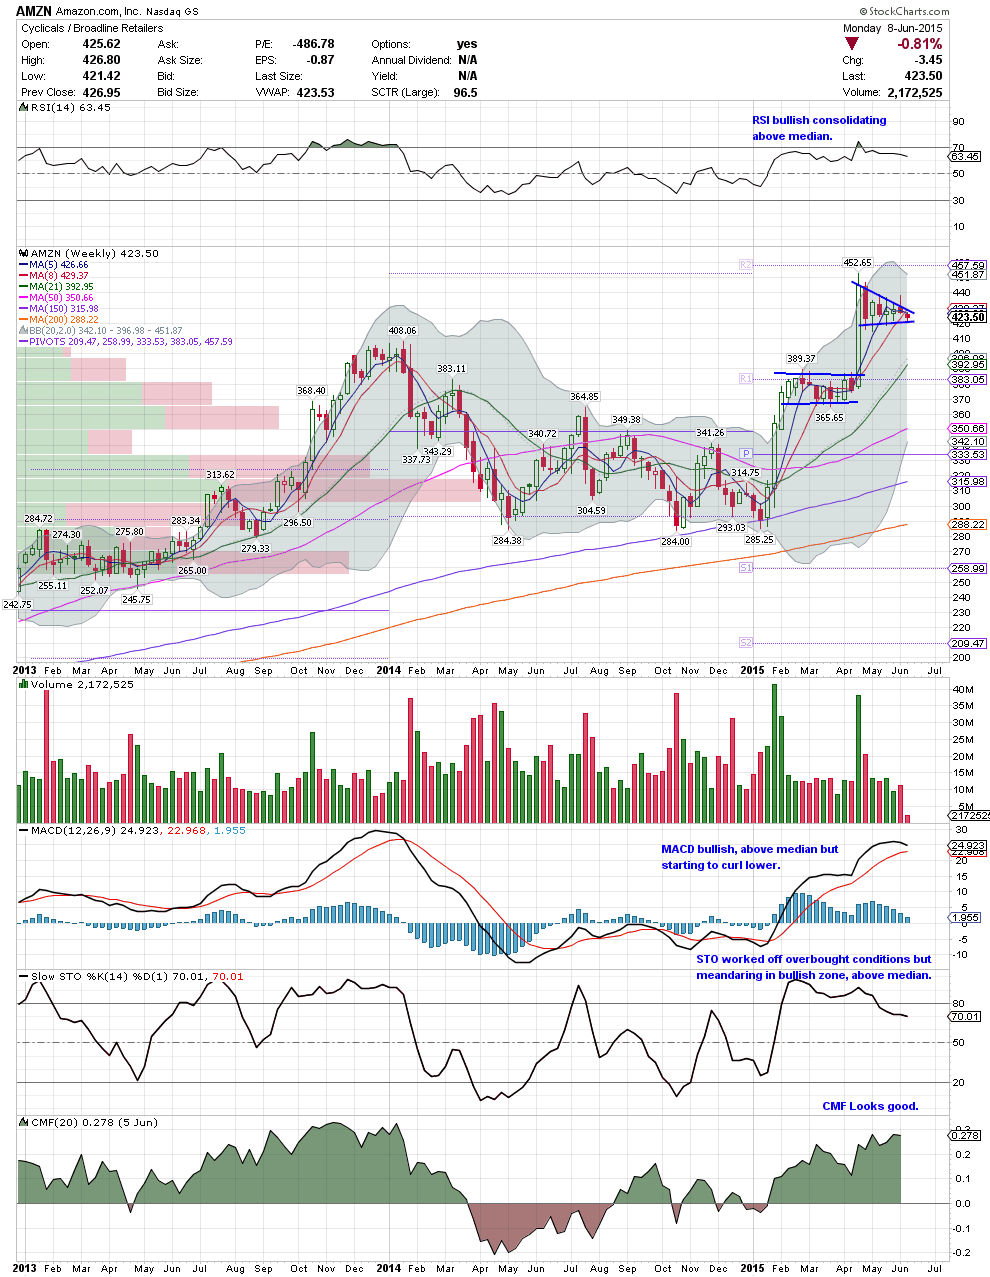 AMZN Amazon.com, Inc. Nasdaq GS
© StockCharts.com
Cyclicals / Broadline Retailers
Monday 8-Jun-2015
Open: 425.62 Ask: P/E: -486.78 Options: yes
-0.81%
High: 426.80 Ask Size: EPS: -0.87 Annual Dividend: N/A
Chg: -3.45
Low: 421.42 Bid: Last Size: Yield: N/A
Last: 423.50
Prev Close: 426.95 Bid Size: VWAP: 423.53 SCTR (Large): 96.5
Volume: 2,172,525
RSI(14) 63.45
RSI bullish consolidating
above median.
90
70
63.45
50
30
10
AMZN (Weekly) 423.50
MA(5) 426.66
MA(8) 429.37
MA(21) 392.95
MA(50) 350.66
MA(150) 315.98
MA(200) 288.22
BB(20,2.0) 342.10 - 396.98 - 451.87
PIVOTS 209.47, 258.99, 333.53, 383.05, 457.59
R2
R1
P
S1
S2
452.65
408.06
389.37
383.11
368.40
365.65
364.85
349.38
343.29
341.26
340.72
337.73
314.75
313.62
304.59
296.50
293.03
285.25
284.72
284.38
284.00
283.34
279.33
275.80
274.30
265.00
255.11
252.07
245.75
242.75
457.59
451.87
440
423.50
420
410
400
392.95
383.05
370
360
350.66
342.10
333.53
330
320
315.98
310
300
288.22
280
270
258.99
250
240
230
220
209.47
200
2013 Feb Mar Apr May Jun Jul Aug Sep Oct Nov Dec 2014 Feb Mar Apr May Jun Jul Aug Sep Oct Nov Dec 2015 Feb Mar Apr May Jun Jul
Volume 2,172,525
40M
35M
30M
25M
20M
15M
10M
5M
2172525
MACD(12,26,9) 24.923, 22.968, 1.955
MACD bullish, above median but
starting to curl lower.
30
24.923
22.968
20
15
10
5
1.955
0
-5
-10
STO worked off overbought conditions but
meandaring in bullish zone, above median.
Slow STO %K(14) %D(1) 70.01, 70.01
80
70.01
50
20
CMF Looks good.
CMF(20) 0.278 (5 Jun)
0.3
0.278
0.2
0.1
0.0
-0.1
-0.2
2013 Feb Mar Apr May Jun Jul Aug Sep Oct Nov Dec 2014 Feb Mar Apr May Jun Jul Aug Sep Oct Nov Dec 2015 Feb Mar Apr May Jun Jul